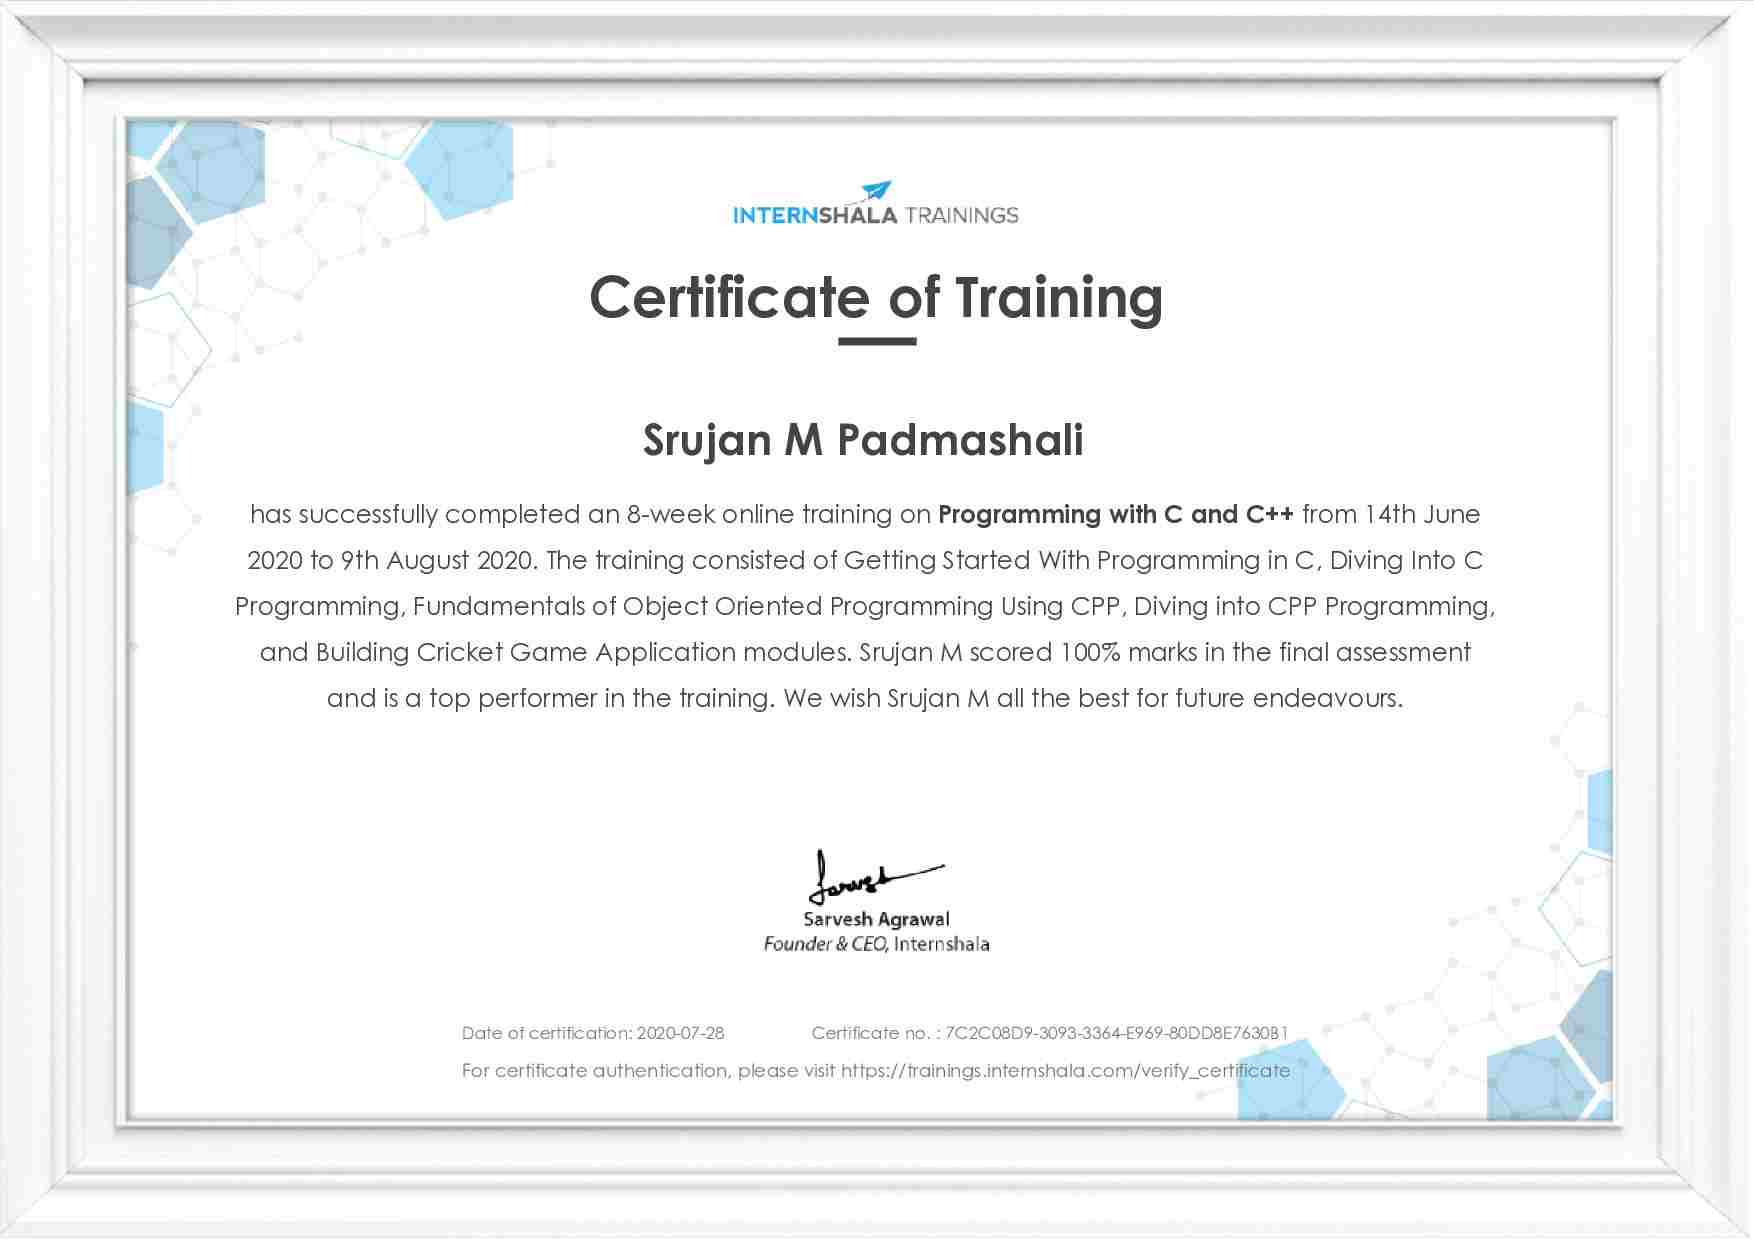 INTERNSHALA TRAININGS
Certificate of Training
Srujan M Padmashali
has successfully completed an 8-week online training on Programming with C and C++ from 14th June
2020 to 9th August 2020. The training consisted of Getting Started With Programming in C, Diving Into C
Programming, Fundamentals of Object Oriented Programming Using CPP, Diving into CPP Programming,
and Building Cricket Game Application modules. Srujan M scored 100% marks in the final assessment
and is a top performer in the training. We wish Srujan M all the best for future endeavours.
Sarvesh
Sarvesh Agrawal
Founder & CEO, Internshala
Date of certification: 2020-07-28 Certificate no. : 7C2C08D9-3093-3364-E969-80DD8E7630B1
For certificate authentication, please visit https://trainings.internshala.com/verify_certificate